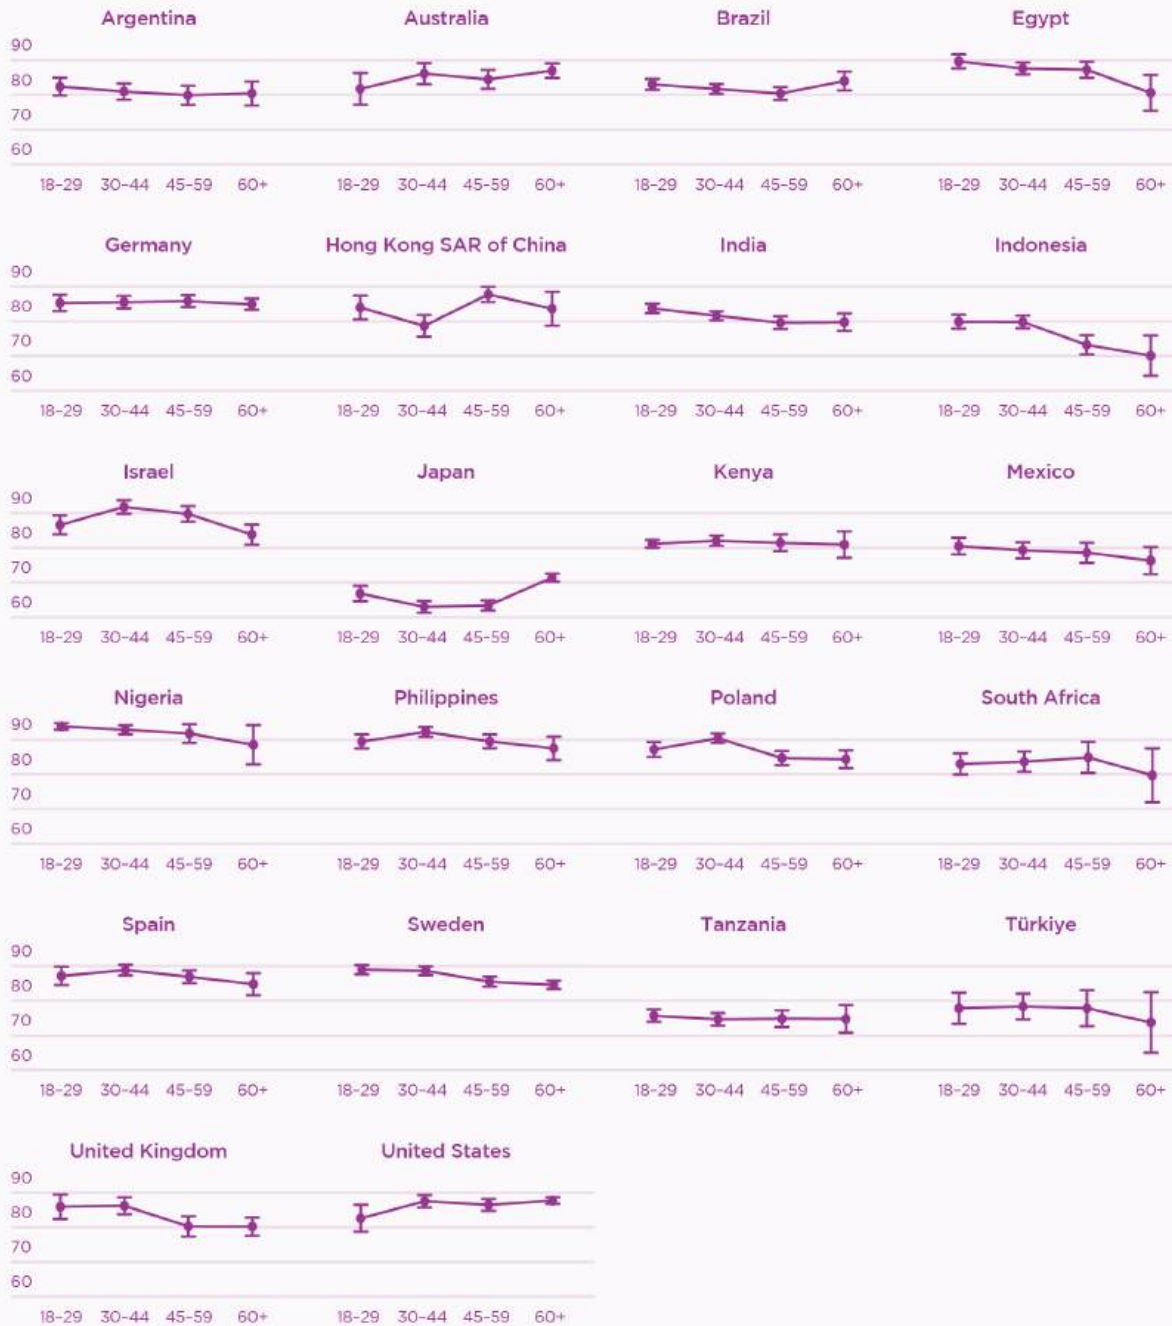 Argentina Australia Brazil Egypt
90
80
70
60
18–29 30–44 45–59 60+ 18–29 30–44 45–59 60+ 18–29 30–44 45–59 60+ 18–29 30–44 45–59 60+
Germany Hong Kong SAR of China India Indonesia
90
80
70
60
18–29 30–44 45–59 60+ 18–29 30–44 45–59 60+ 18–29 30–44 45–59 60+ 18–29 30–44 45–59 60+
Israel Japan Kenya Mexico
90
80
70
60
18–29 30–44 45–59 60+ 18–29 30–44 45–59 60+ 18–29 30–44 45–59 60+ 18–29 30–44 45–59 60+
Nigeria Philippines Poland South Africa
90
80
70
60
18–29 30–44 45–59 60+ 18–29 30–44 45–59 60+ 18–29 30–44 45–59 60+ 18–29 30–44 45–59 60+
Spain Sweden Tanzania Türkiye
90
80
70
60
18–29 30–44 45–59 60+ 18–29 30–44 45–59 60+ 18–29 30–44 45–59 60+ 18–29 30–44 45–59 60+
United Kingdom United States
90
80
70
60
18–29 30–44 45–59 60+ 18–29 30–44 45–59 60+